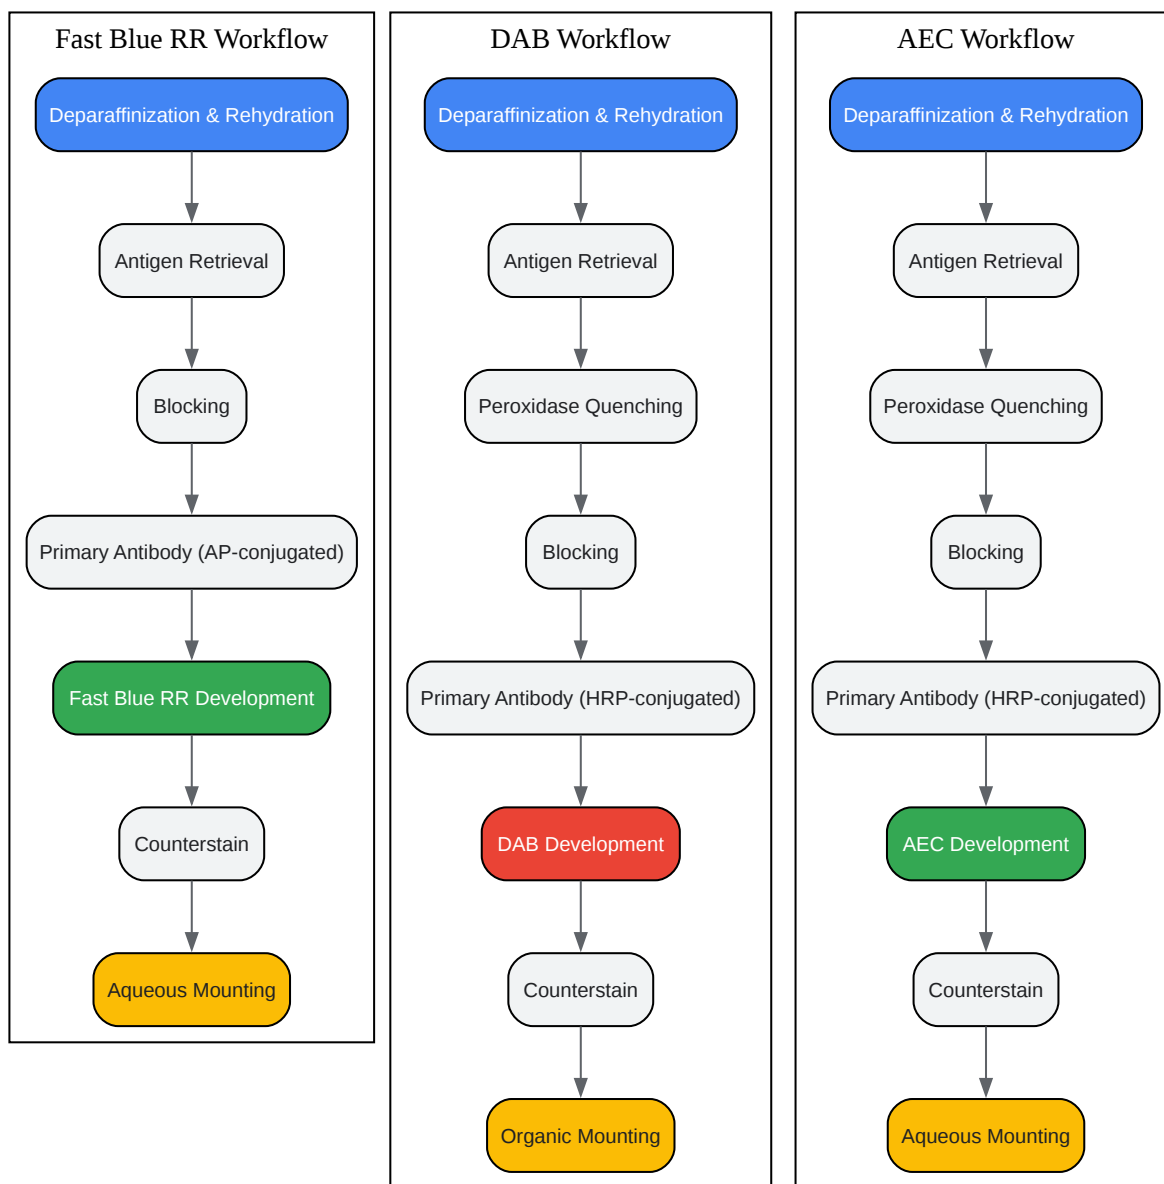 Fast Blue RR Workflow
Deparaffinization & Rehydration
Antigen Retrieval
Blocking
Primary Antibody (AP-conjugated)
Fast Blue RR Development
Counterstain
Aqueous Mounting
DAB Workflow
Deparaffinization & Rehydration
Antigen Retrieval
Peroxidase Quenching
Blocking
Primary Antibody (HRP-conjugated)
DAB Development
Counterstain
Organic Mounting
AEC Workflow
Deparaffinization & Rehydration
Antigen Retrieval
Peroxidase Quenching
Blocking
Primary Antibody (HRP-conjugated)
AEC Development
Counterstain
Aqueous Mounting